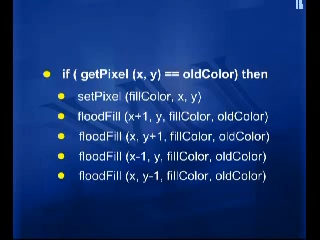 if ( getPixel (x, y) == oldColor) then
setPixel (fillColor, x, y)
floodFill (x+1, y, fillColor, oldColor)
floodFill (x, y+1, fillColor, oldColor)
floodFill (x-1, y, fillColor, oldColor)
floodFill (x, y-1, fillColor, oldColor)